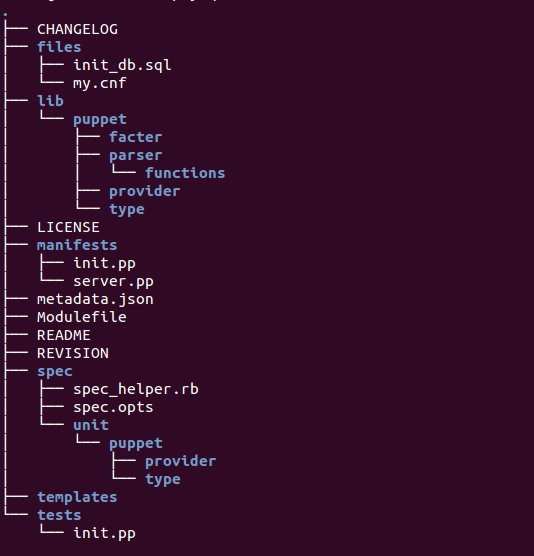 .
├── CHANGELOG
├── files
│   ├── init_db.sql
│   └── my.cnf
├── lib
│   └── puppet
│       ├── facter
│       ├── parser
│       │   └── functions
│       ├── provider
│       └── type
├── LICENSE
├── manifests
│   ├── init.pp
│   └── server.pp
├── metadata.json
├── Modulefile
├── README
├── REVISION
├── spec
│   ├── spec_helper.rb
│   ├── spec.opts
│   └── unit
│       └── puppet
│           ├── provider
│           └── type
├── templates
└── tests
    └── init.pp